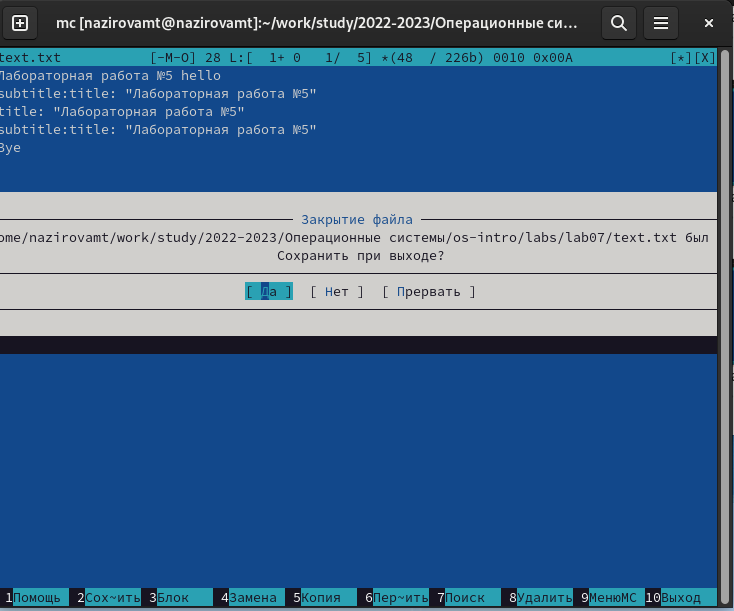 mc [nazirovamt@nazirovamt]:~/work/study/2022-2023/Операционные си...
text.txt [-M-O] 28 L:[ 1+ 0 1/ 5] *(48 / 226b) 0010 0x00A [*][X]
Лабораторная работа №5 hello
subtitle:title: "Лабораторная работа №5"
title: "Лабораторная работа №5"
subtitle:title: "Лабораторная работа №5"
Bye
Закрытие файла
ome/nazirovamt/work/study/2022-2023/Операционные системы/os-intro/labs/lab07/text.txt был
Сохранить при выходе?
[ Да ] [ Нет ] [ Прервать ]
1Помощь 2Сох~ить 3Блок 4Замена 5Копия 6Пер~ить 7Поиск 8Удалить 9МенюMC 10Выход